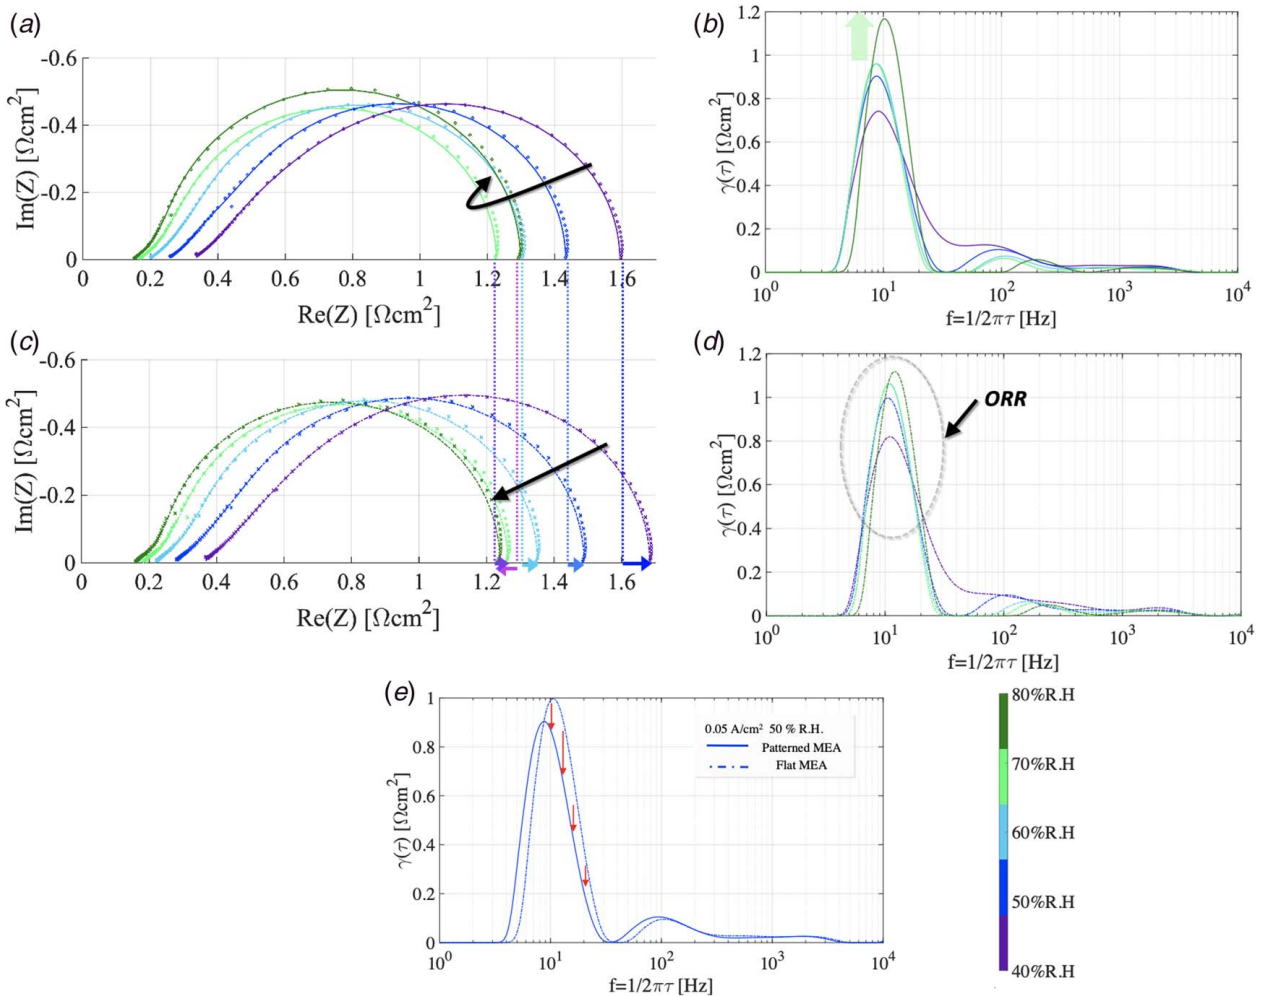 (a)
-0.6
-0.4
-0.2
0
Im(Z) [Ωcm²]
0 0.2 0.4 0.6 0.8 1 1.2 1.4 1.6
Re(Z) [Ωcm²]
(b)
1.2
1
0.8
0.6
0.4
0.2
0
γ(τ) [Ωcm²]
10⁰ 10¹ 10² 10³ 10⁴
f=1/2πτ [Hz]
(c)
-0.6
-0.4
-0.2
0
Im(Z) [Ωcm²]
0 0.2 0.4 0.6 0.8 1 1.2 1.4 1.6
Re(Z) [Ωcm²]
(d)
1.2
1
0.8
0.6
0.4
0.2
0
γ(τ) [Ωcm²]
ORR
10⁰ 10¹ 10² 10³ 10⁴
f=1/2πτ [Hz]
(e)
1
0.8
0.6
0.4
0.2
0
γ(τ) [Ωcm²]
0.05 A/cm² 50 % R.H.
Patterned MEA
Flat MEA
10⁰ 10¹ 10² 10³ 10⁴
f=1/2πτ [Hz]
80%R.H
70%R.H
60%R.H
50%R.H
40%R.H